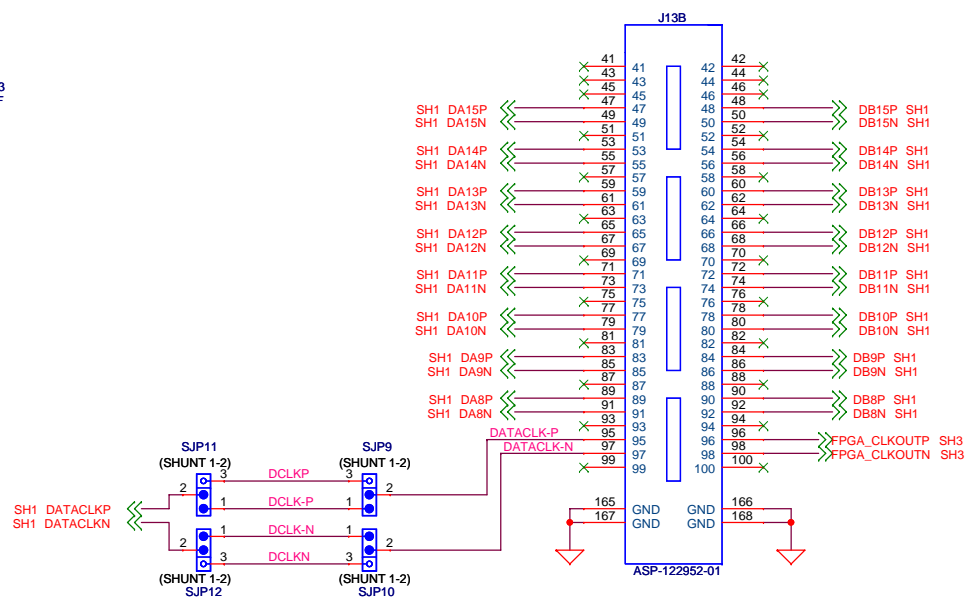 J13B
41 41 42 42
43 43 44 44
45 45 46 46
SH1 DA15P 47 47 48 48 DB15P SH1
SH1 DA15N 49 49 50 50 DB15N SH1
51 51 52 52
SH1 DA14P 53 53 54 54 DB14P SH1
SH1 DA14N 55 55 56 56 DB14N SH1
57 57 58 58
SH1 DA13P 59 59 60 60 DB13P SH1
SH1 DA13N 61 61 62 62 DB13N SH1
63 63 64 64
SH1 DA12P 65 65 66 66 DB12P SH1
SH1 DA12N 67 67 68 68 DB12N SH1
69 69 70 70
SH1 DA11P 71 71 72 72 DB11P SH1
SH1 DA11N 73 73 74 74 DB11N SH1
75 75 76 76
SH1 DA10P 77 77 78 78 DB10P SH1
SH1 DA10N 79 79 80 80 DB10N SH1
81 81 82 82
SH1 DA9P 83 83 84 84 DB9P SH1
SH1 DA9N 85 85 86 86 DB9N SH1
87 87 88 88
SH1 DA8P 89 89 90 90 DB8P SH1
SH1 DA8N 91 91 92 92 DB8N SH1
93 93 94 94
DATACLK-P 95 95 96 96 FPGA_CLKOUTP SH3
DATACLK-N 97 97 98 98 FPGA_CLKOUTN SH3
99 99 100 100
SJP11 SJP9
(SHUNT 1-2) (SHUNT 1-2)
3 DCLKP 3
2 2
1 DCLK-P 1
SH1 DATACLKP
SH1 DATACLKN
1 DCLK-N 1
2 2
3 DCLKN 3
(SHUNT 1-2) (SHUNT 1-2)
SJP12 SJP10
165 GND GND 166
167 GND GND 168
ASP-122952-01